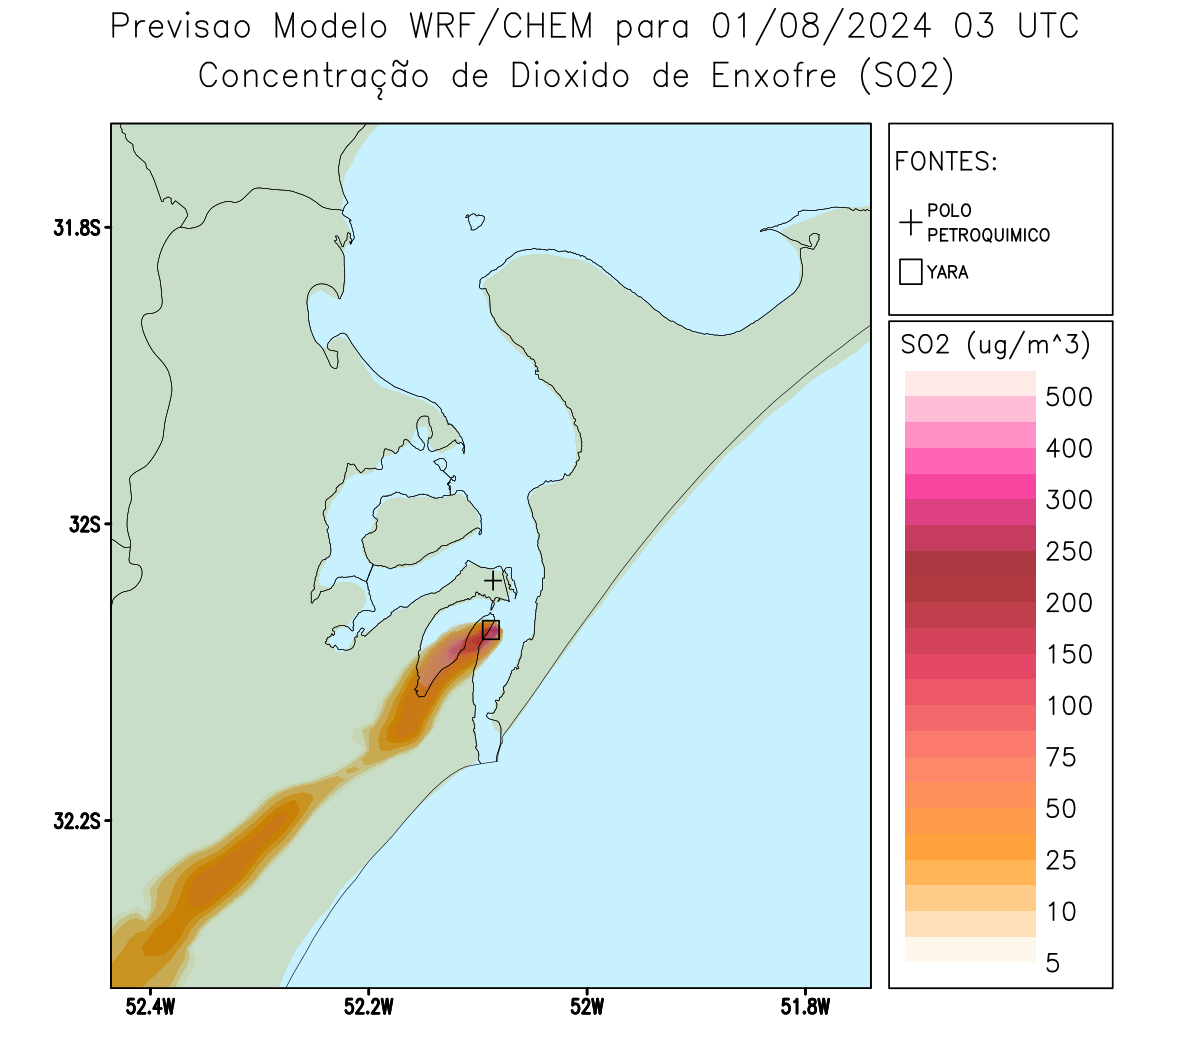 Previsao Modelo WRF/CHEM para 01/08/2024 03 UTC
Concentração de Dioxido de Enxofre (SO2)
FONTES:
POLO
PETROQUIMICO
YARA
SO2 (ug/m^3)
500
400
300
250
200
150
100
75
50
25
10
5
31.8S
32S
32.2S
52.4W
52.2W
52W
51.8W